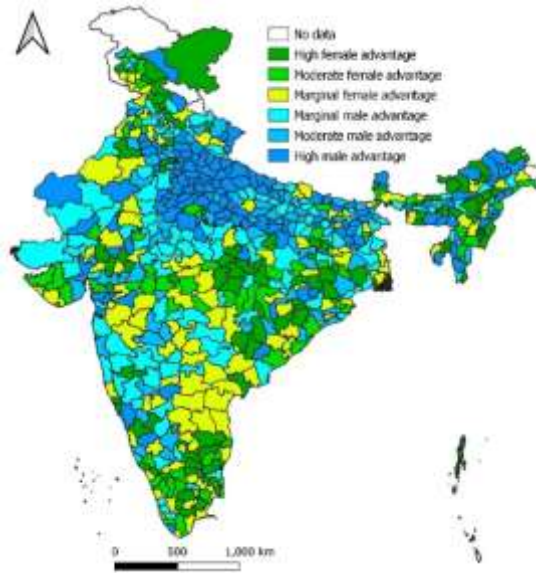 No data
High female advantage
Moderate female advantage
Marginal female advantage
Marginal male advantage
Moderate male advantage
High male advantage
0 500 1,000 km